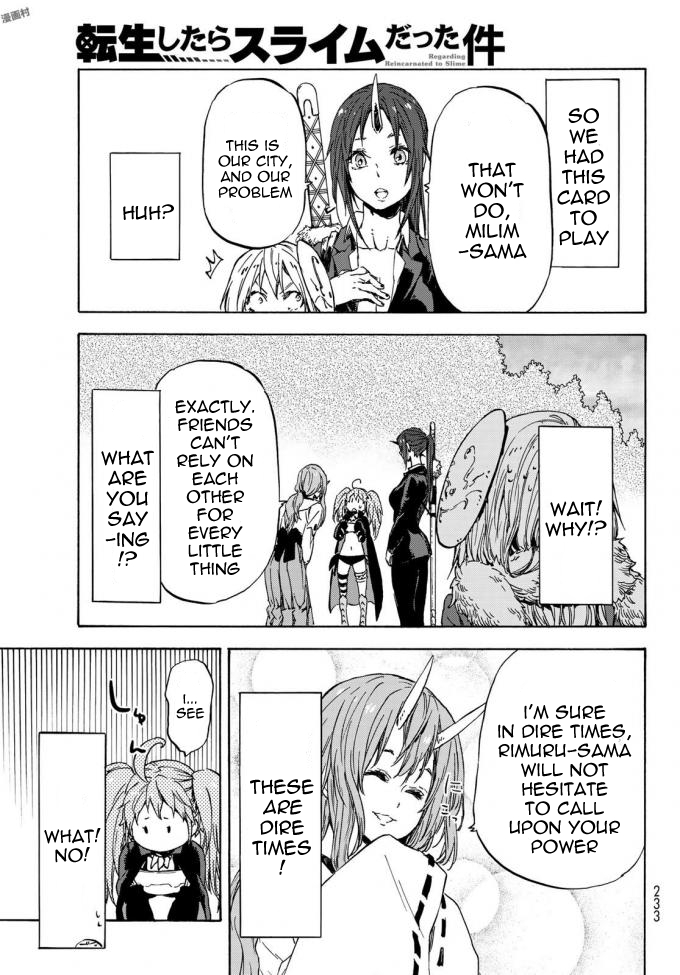 漫画村
転生したらスライムだった件
Regarding
Reincarnated to Slime
SO
WE
HAD
THIS
CARD
TO
PLAY
THAT
WON'T
DO,
MILIM
-SAMA
THIS IS
OUR CITY,
AND OUR
PROBLEM
HUH?
WAIT!
WHY!?
EXACTLY.
FRIENDS
CAN'T
RELY ON
EACH
OTHER
FOR
EVERY
LITTLE
THING
WHAT
ARE
YOU
SAY
-ING
!?
I'M SURE
IN DIRE TIMES,
RIMURU-SAMA
WILL NOT
HESITATE
TO CALL
UPON YOUR
POWER
THESE
ARE
DIRE
TIMES
!
I...
SEE
しゅん
WHAT!
NO!
233